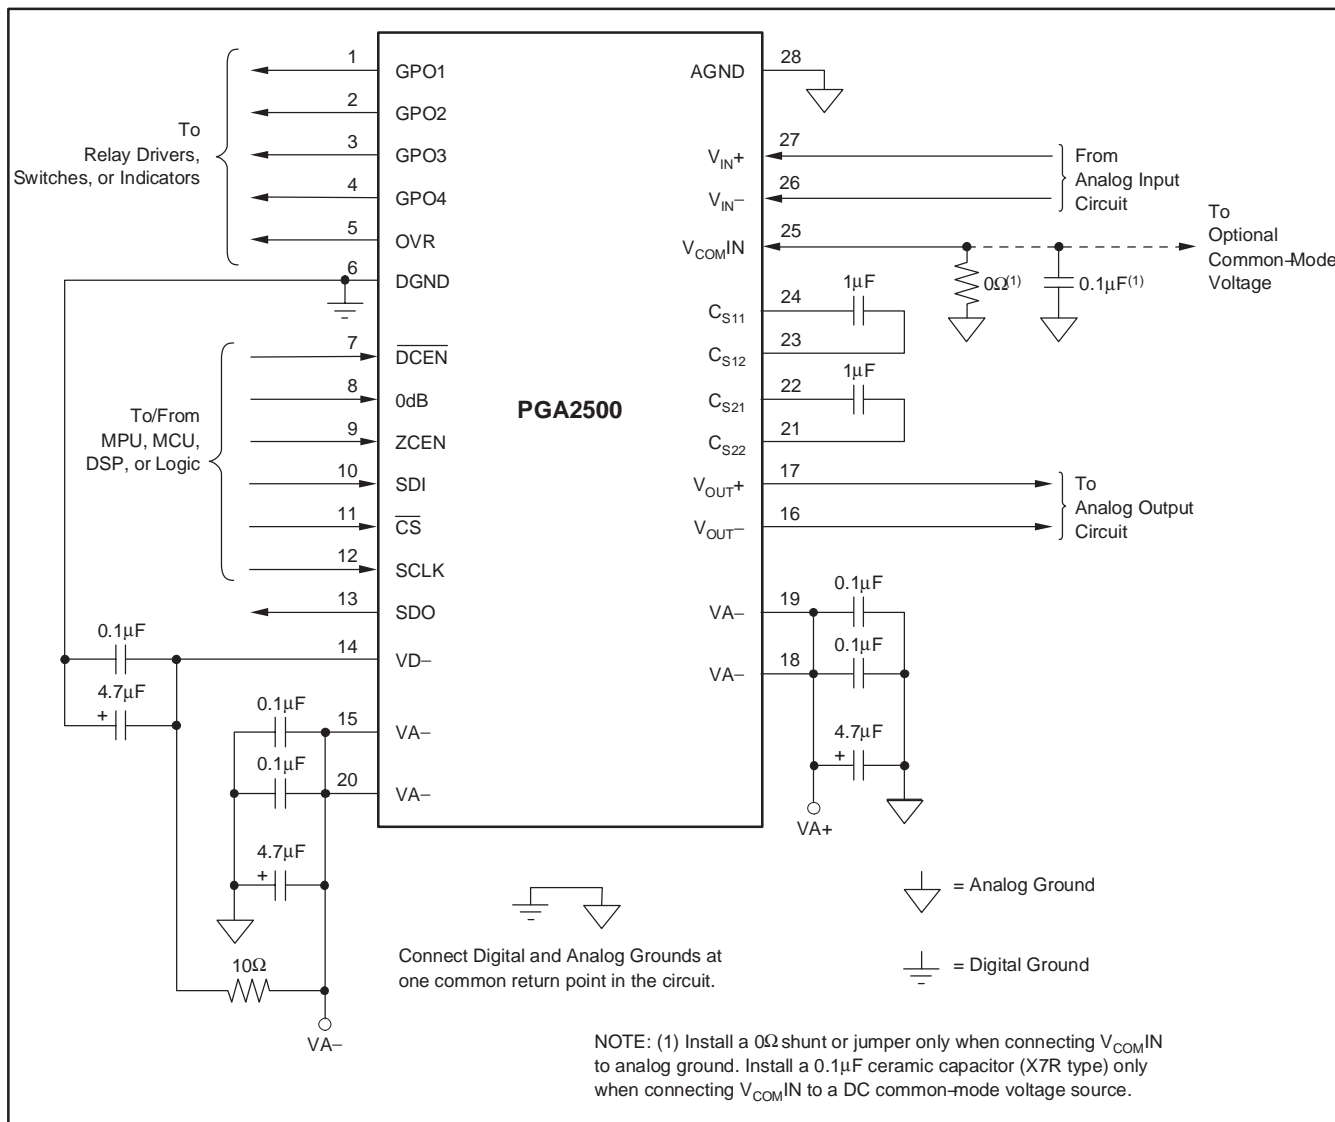 To
Relay Drivers,
Switches, or Indicators
1
GPO1
2
GPO2
3
GPO3
4
GPO4
5
OVR
6
DGND
To/From
MPU, MCU,
DSP, or Logic
7
DCEN
8
0dB
9
ZCEN
10
SDI
11
CS
12
SCLK
13
SDO
0.1µF
14
VD−
4.7µF
+
0.1µF
15
VA−
0.1µF
20
VA−
4.7µF
+
10Ω
VA−
PGA2500
AGND
28
VIN+
27
VIN−
26
From
Analog Input
Circuit
VCOMIN
25
To
Optional
Common−Mode
Voltage
0Ω(1)
0.1µF(1)
CS11
24
1µF
CS12
23
CS21
22
1µF
CS22
21
VOUT+
17
VOUT−
16
To
Analog Output
Circuit
VA−
19
0.1µF
VA−
18
0.1µF
4.7µF
+
VA+
Connect Digital and Analog Grounds at
one common return point in the circuit.
= Analog Ground
= Digital Ground
NOTE: (1) Install a 0Ω shunt or jumper only when connecting VCOMIN
to analog ground. Install a 0.1µF ceramic capacitor (X7R type) only
when connecting VCOMIN to a DC common−mode voltage source.